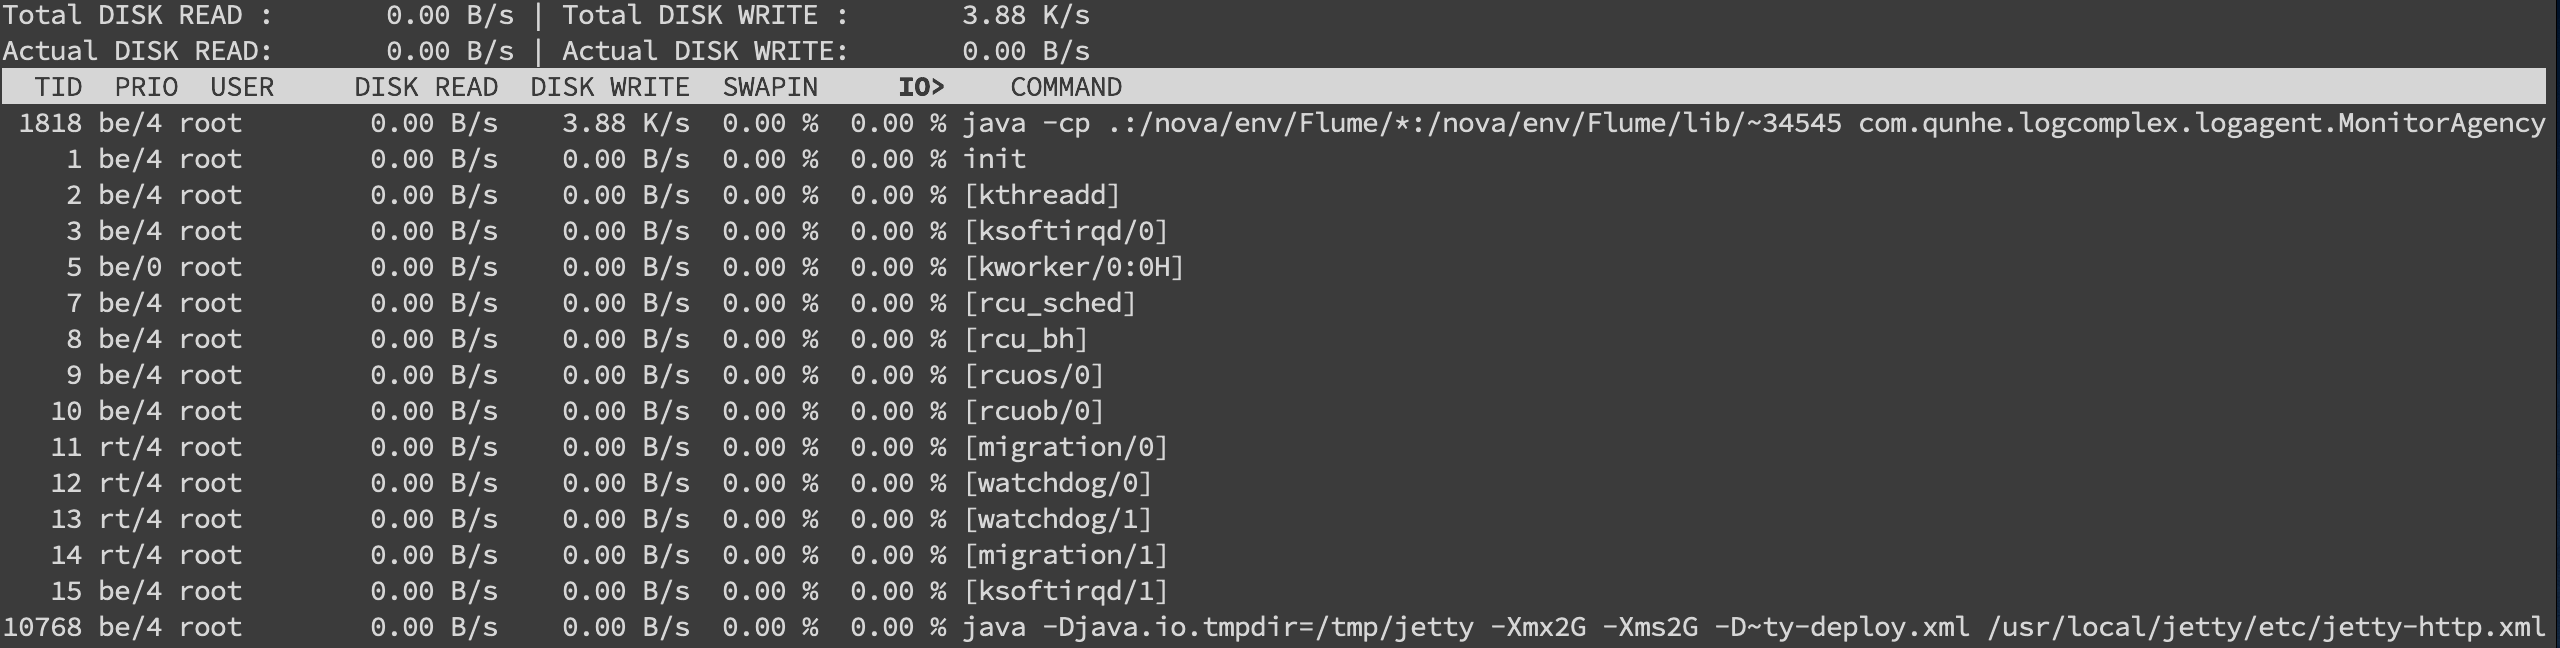 Total DISK READ :       0.00 B/s | Total DISK WRITE :       3.88 K/s
Actual DISK READ:       0.00 B/s | Actual DISK WRITE:       0.00 B/s
  TID  PRIO  USER     DISK READ  DISK WRITE  SWAPIN     IO>    COMMAND
 1818 be/4 root        0.00 B/s    3.88 K/s  0.00 %  0.00 % java -cp .:/nova/env/Flume/*:/nova/env/Flume/lib/~34545 com.qunhe.logcomplex.logagent.MonitorAgency
    1 be/4 root        0.00 B/s    0.00 B/s  0.00 %  0.00 % init
    2 be/4 root        0.00 B/s    0.00 B/s  0.00 %  0.00 % [kthreadd]
    3 be/4 root        0.00 B/s    0.00 B/s  0.00 %  0.00 % [ksoftirqd/0]
    5 be/0 root        0.00 B/s    0.00 B/s  0.00 %  0.00 % [kworker/0:0H]
    7 be/4 root        0.00 B/s    0.00 B/s  0.00 %  0.00 % [rcu_sched]
    8 be/4 root        0.00 B/s    0.00 B/s  0.00 %  0.00 % [rcu_bh]
    9 be/4 root        0.00 B/s    0.00 B/s  0.00 %  0.00 % [rcuos/0]
   10 be/4 root        0.00 B/s    0.00 B/s  0.00 %  0.00 % [rcuob/0]
   11 rt/4 root        0.00 B/s    0.00 B/s  0.00 %  0.00 % [migration/0]
   12 rt/4 root        0.00 B/s    0.00 B/s  0.00 %  0.00 % [watchdog/0]
   13 rt/4 root        0.00 B/s    0.00 B/s  0.00 %  0.00 % [watchdog/1]
   14 rt/4 root        0.00 B/s    0.00 B/s  0.00 %  0.00 % [migration/1]
   15 be/4 root        0.00 B/s    0.00 B/s  0.00 %  0.00 % [ksoftirqd/1]
10768 be/4 root        0.00 B/s    0.00 B/s  0.00 %  0.00 % java -Djava.io.tmpdir=/tmp/jetty -Xmx2G -Xms2G -D~ty-deploy.xml /usr/local/jetty/etc/jetty-http.xml